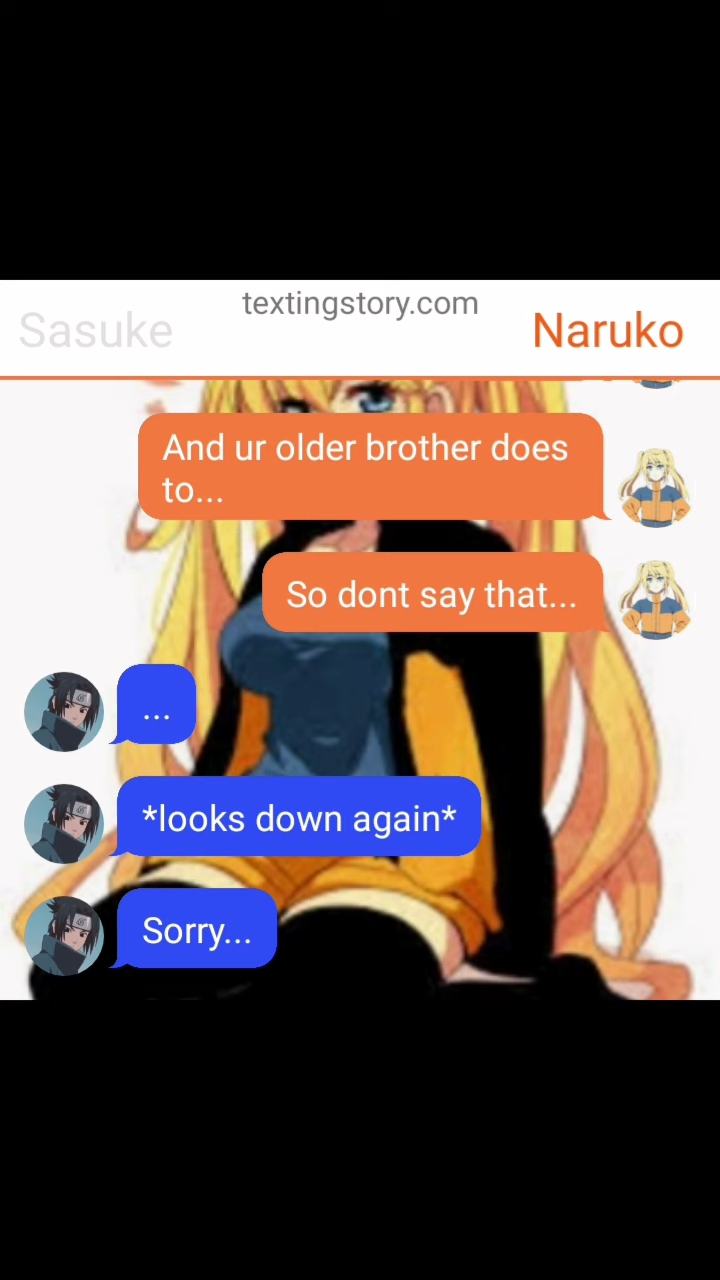 textingstory.com
Sasuke
Naruko
And ur older brother does
to...
So dont say that...
...
*looks down again*
Sorry...